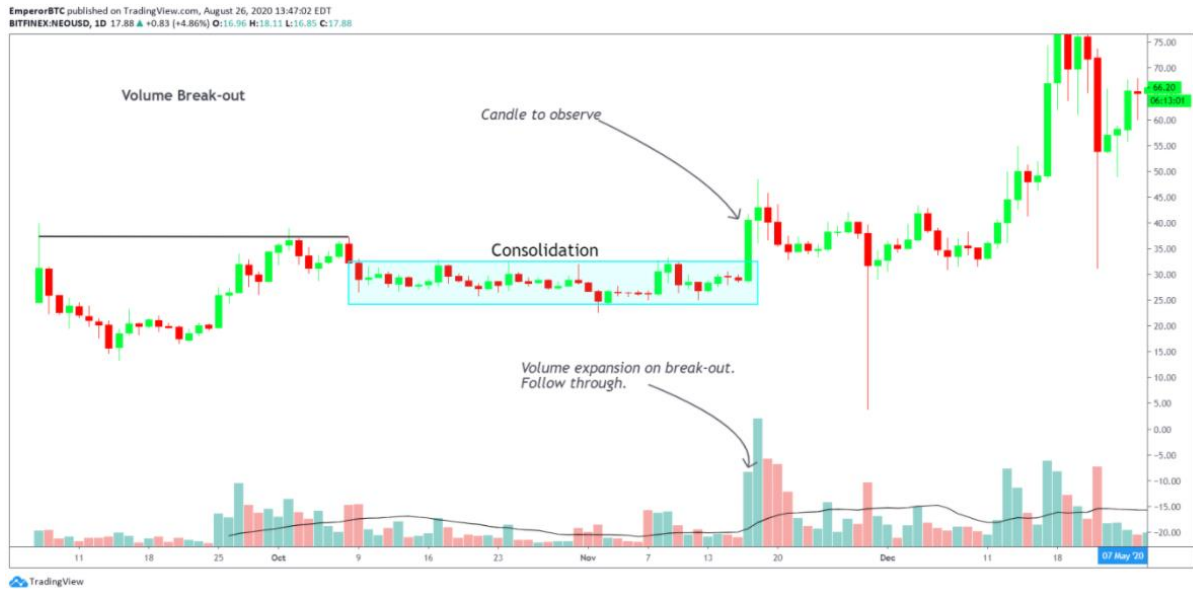 EmperorBTC published on TradingView.com, August 26, 2020 13:47:02 EDT
BITFINEX:NEOUSD, 1D 17.88 ▲ +0.83 (+4.86%) O:16.96 H:18.11 L:16.85 C:17.88
Volume Break-out
Candle to observe
Consolidation
Volume expansion on break-out.
Follow through.
75.00
70.00
66.20
06:13:01
60.00
55.00
50.00
45.00
40.00
35.00
30.00
25.00
20.00
15.00
10.00
5.00
0.00
-5.00
-10.00
-15.00
-20.00
11 18 25 Oct 9 16 23 Nov 7 13 20 Dec 11 18 07 May '20
TradingView